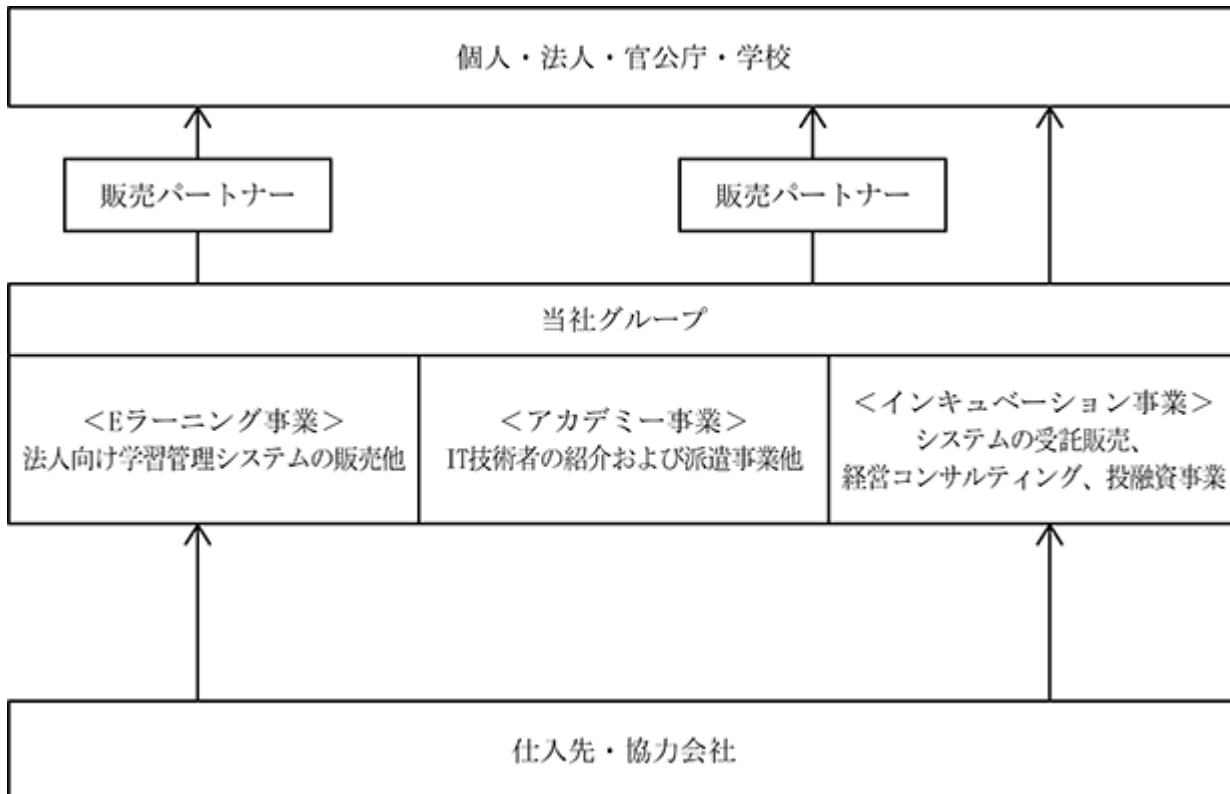 個人・法人・官公庁・学校
販売パートナー
販売パートナー
当社グループ
＜Eラーニング事業＞
法人向け学習管理システムの販売他
＜アカデミー事業＞
IT技術者の紹介および派遣事業他
＜インキュベーション事業＞
システムの受託販売、
経営コンサルティング、投融資事業
仕入先・協力会社